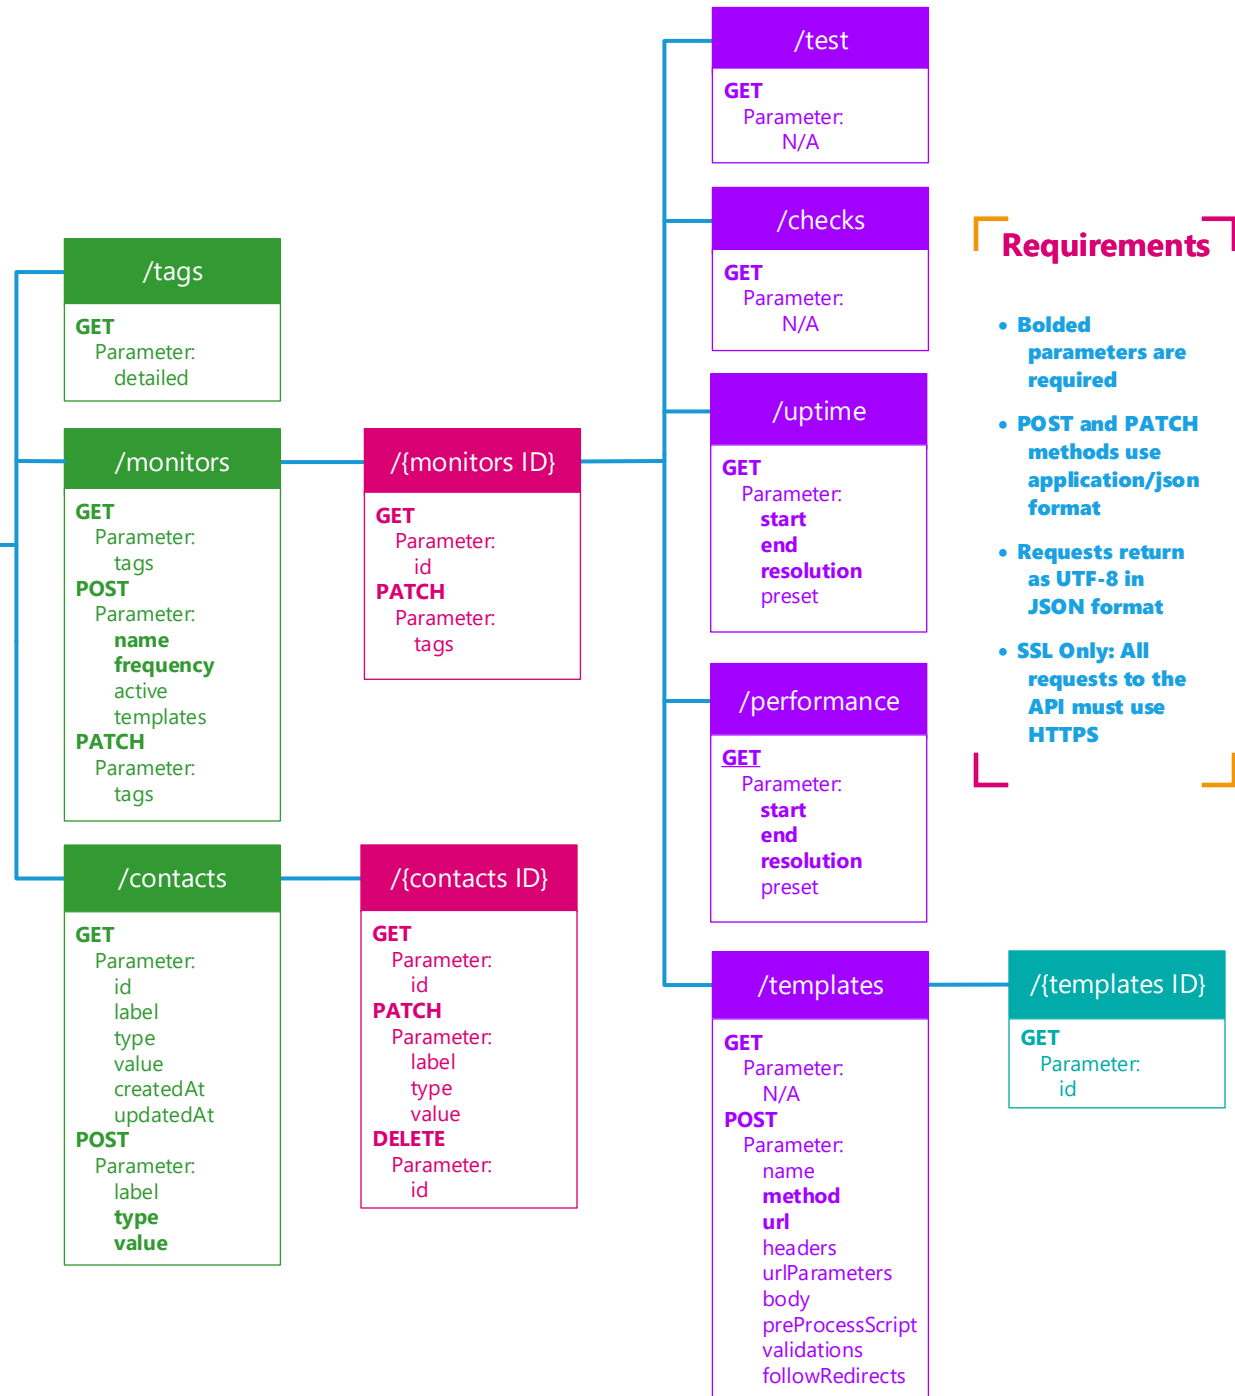 /tags
GET
Parameter:
detailed
/monitors
GET
Parameter:
tags
POST
Parameter:
name
frequency
active
templates
PATCH
Parameter:
tags
/contacts
GET
Parameter:
id
label
type
value
createdAt
updatedAt
POST
Parameter:
label
type
value
/{monitors ID}
GET
Parameter:
id
PATCH
Parameter:
tags
/{contacts ID}
GET
Parameter:
id
PATCH
Parameter:
label
type
value
DELETE
Parameter:
id
/test
GET
Parameter:
N/A
/checks
GET
Parameter:
N/A
/uptime
GET
Parameter:
start
end
resolution
preset
/performance
GET
Parameter:
start
end
resolution
preset
/templates
GET
Parameter:
N/A
POST
Parameter:
name
method
url
headers
urlParameters
body
preProcessScript
validations
followRedirects
/{templates ID}
GET
Parameter:
id
Requirements
• Bolded
parameters are
required
• POST and PATCH
methods use
application/json
format
• Requests return
as UTF-8 in
JSON format
• SSL Only: All
requests to the
API must use
HTTPS